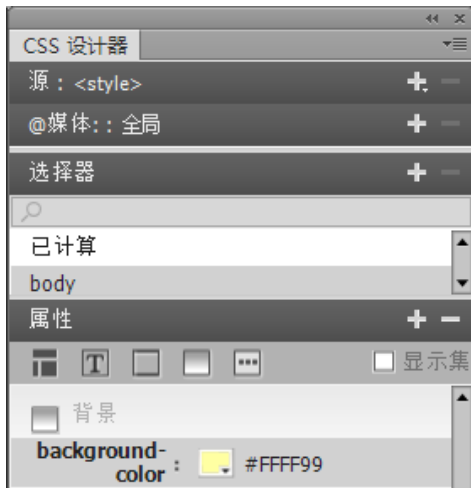 CSS 设计器
源 : <style>
@媒体: : 全局
选择器
已计算
body
属性
显示集
背景
background-
color : #FFFF99